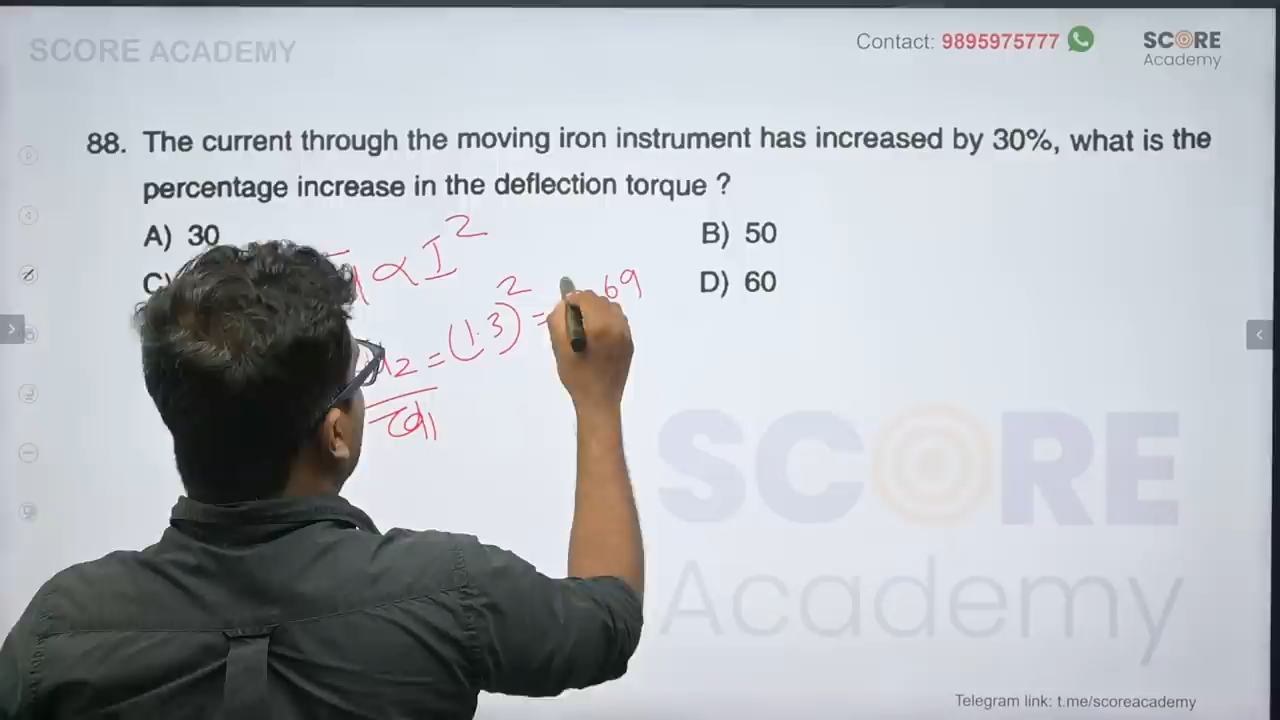 SCORE ACADEMY
Contact: 9895975777
SCORE
Academy
88. The current through the moving iron instrument has increased by 30%, what is the
percentage increase in the deflection torque ?
A) 30
B) 50
C)
D) 60
∝ I²
2 = (1.3)² = 69
Td1
SCORE
Academy
Telegram link: t.me/scoreacademy